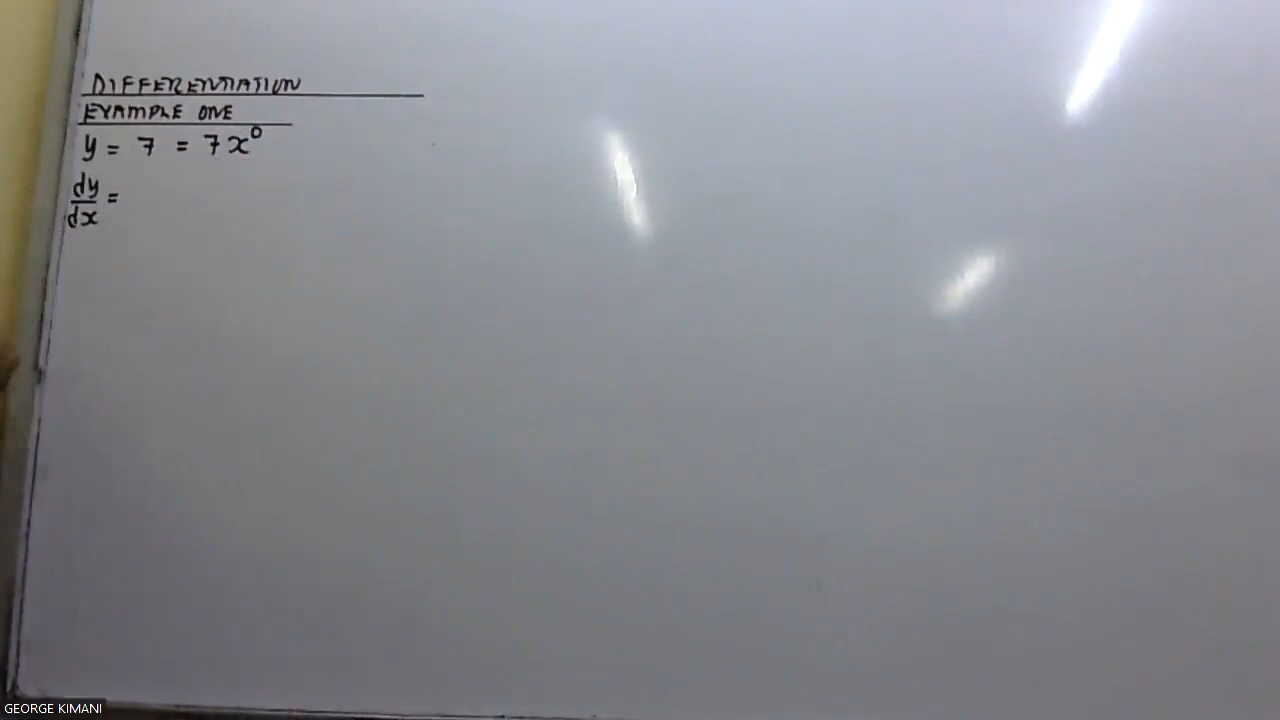 DIFFERENTIATION
EXAMPLE ONE
y = 7 = 7x⁰
dy/dx =
GEORGE KIMANI